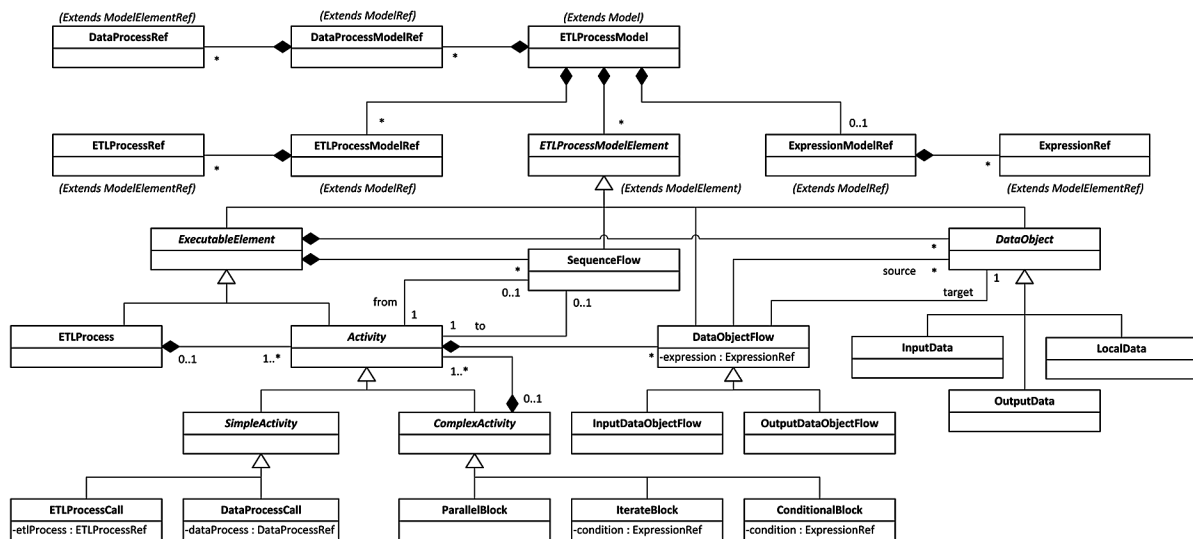 (Extends ModelElementRef)
(Extends ModelRef)
(Extends Model)
DataProcessRef
DataProcessModelRef
ETLProcessModel
*
*
*
*
0..1
ETLProcessRef
ETLProcessModelRef
ETLProcessModelElement
ExpressionModelRef
ExpressionRef
*
*
(Extends ModelElementRef)
(Extends ModelRef)
(Extends ModelElement)
(Extends ModelRef)
(Extends ModelElementRef)
ExecutableElement
DataObject
*
SequenceFlow
*
source
*
0..1
0..1
1
target
from
1
1
to
ETLProcess
Activity
DataObjectFlow
0..1
1..*
*
-expression : ExpressionRef
InputData
LocalData
1..*
0..1
OutputData
SimpleActivity
ComplexActivity
InputDataObjectFlow
OutputDataObjectFlow
ETLProcessCall
DataProcessCall
ParallelBlock
IterateBlock
ConditionalBlock
-etlProcess : ETLProcessRef
-dataProcess : DataProcessRef
-condition : ExpressionRef
-condition : ExpressionRef